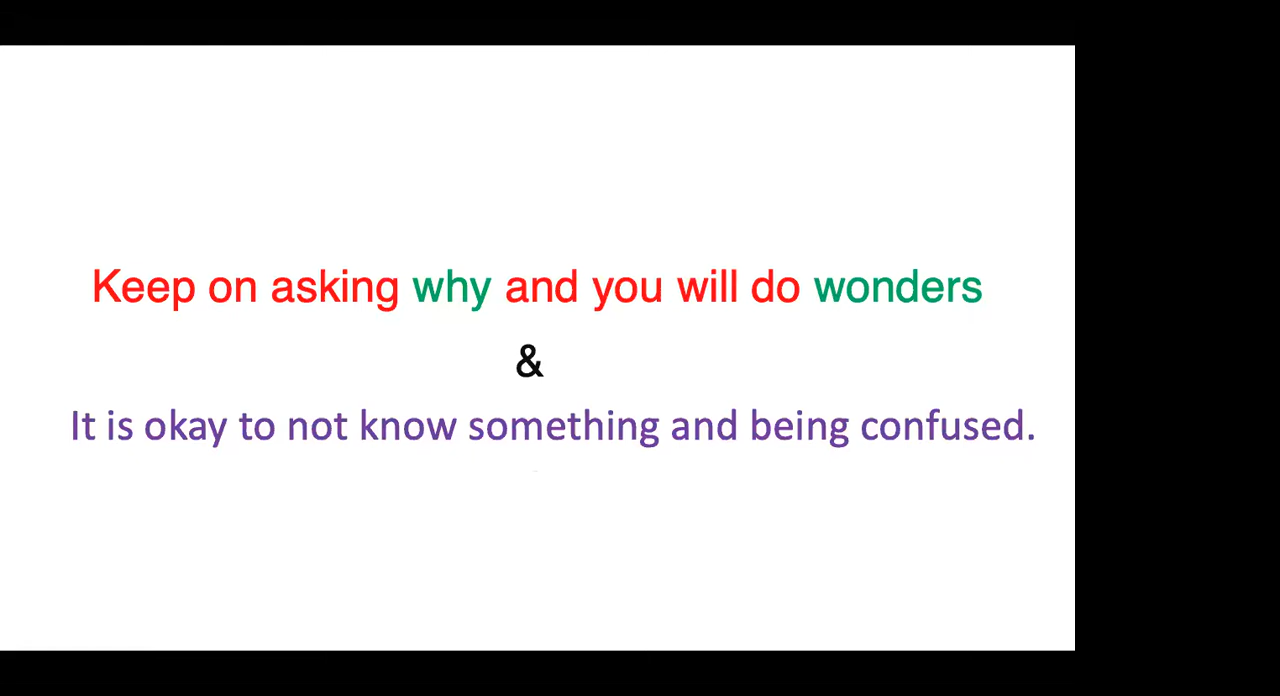 Keep on asking why and you will do wonders
&
It is okay to not know something and being confused.